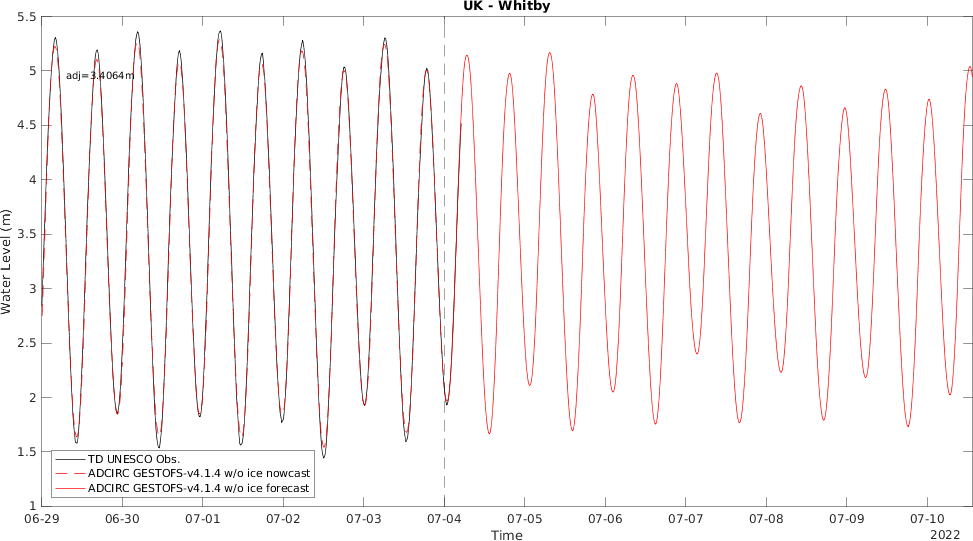 UK - Whitby
5.5
5
4.5
4
3.5
3
2.5
2
1.5
1
Water Level (m)
adj=3.4064m
TD UNESCO Obs.
ADCIRC GESTOFS-v4.1.4 w/o ice nowcast
ADCIRC GESTOFS-v4.1.4 w/o ice forecast
06-29 06-30 07-01 07-02 07-03 07-04 07-05 07-06 07-07 07-08 07-09 07-10
Time
2022